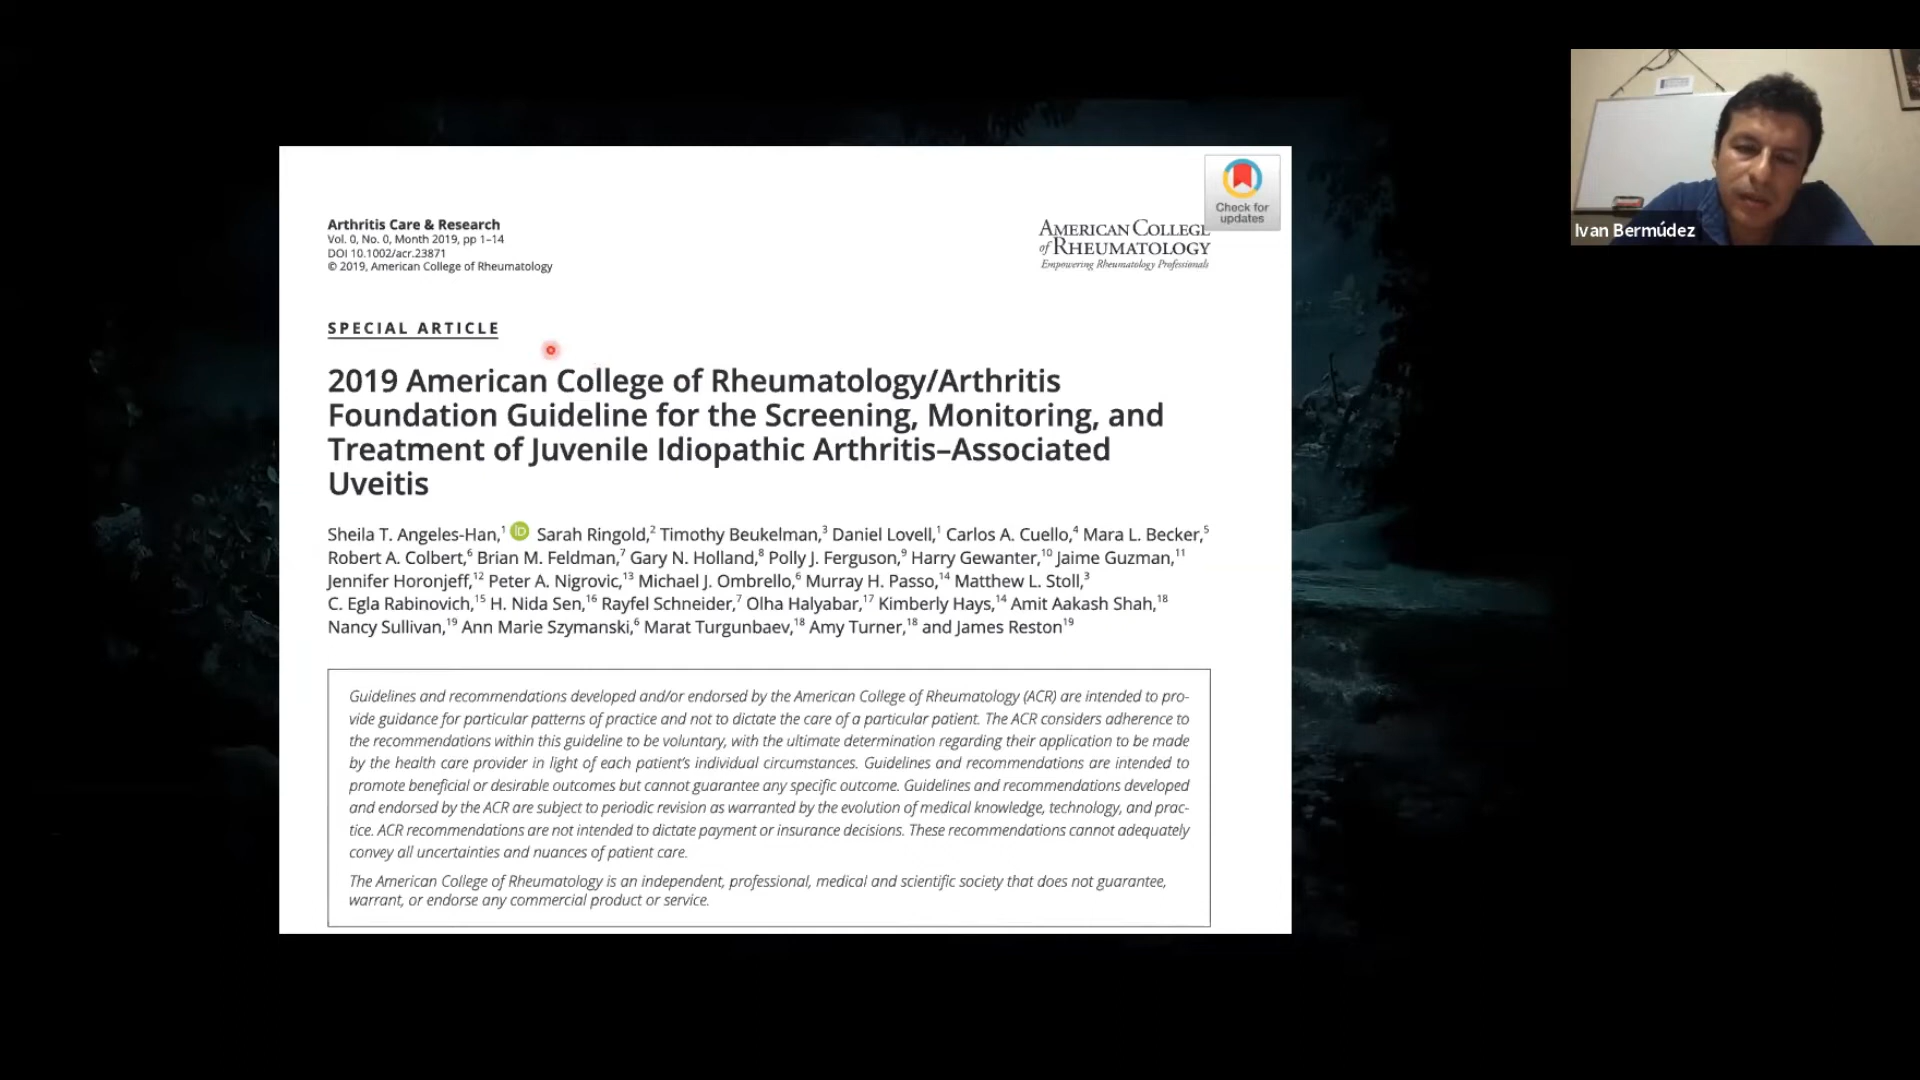 Arthritis Care & Research
Vol. 0, No. 0, Month 2019, pp 1–14
DOI 10.1002/acr.23871
© 2019, American College of Rheumatology
AMERICAN COLLEGE
of RHEUMATOLOGY
Empowering Rheumatology Professionals
Check for
updates
SPECIAL ARTICLE
2019 American College of Rheumatology/Arthritis
Foundation Guideline for the Screening, Monitoring, and
Treatment of Juvenile Idiopathic Arthritis–Associated
Uveitis
Sheila T. Angeles-Han,1 iD Sarah Ringold,2 Timothy Beukelman,3 Daniel Lovell,1 Carlos A. Cuello,4 Mara L. Becker,5
Robert A. Colbert,6 Brian M. Feldman,7 Gary N. Holland,8 Polly J. Ferguson,9 Harry Gewanter,10 Jaime Guzman,11
Jennifer Horonjeff,12 Peter A. Nigrovic,13 Michael J. Ombrello,6 Murray H. Passo,14 Matthew L. Stoll,3
C. Egla Rabinovich,15 H. Nida Sen,16 Rayfel Schneider,7 Olha Halyabar,17 Kimberly Hays,14 Amit Aakash Shah,18
Nancy Sullivan,19 Ann Marie Szymanski,6 Marat Turgunbaev,18 Amy Turner,18 and James Reston19
Guidelines and recommendations developed and/or endorsed by the American College of Rheumatology (ACR) are intended to pro-
vide guidance for particular patterns of practice and not to dictate the care of a particular patient. The ACR considers adherence to
the recommendations within this guideline to be voluntary, with the ultimate determination regarding their application to be made
by the health care provider in light of each patient's individual circumstances. Guidelines and recommendations are intended to
promote beneficial or desirable outcomes but cannot guarantee any specific outcome. Guidelines and recommendations developed
and endorsed by the ACR are subject to periodic revision as warranted by the evolution of medical knowledge, technology, and prac-
tice. ACR recommendations are not intended to dictate payment or insurance decisions. These recommendations cannot adequately
convey all uncertainties and nuances of patient care.
The American College of Rheumatology is an independent, professional, medical and scientific society that does not guarantee,
warrant, or endorse any commercial product or service.
Ivan Bermúdez